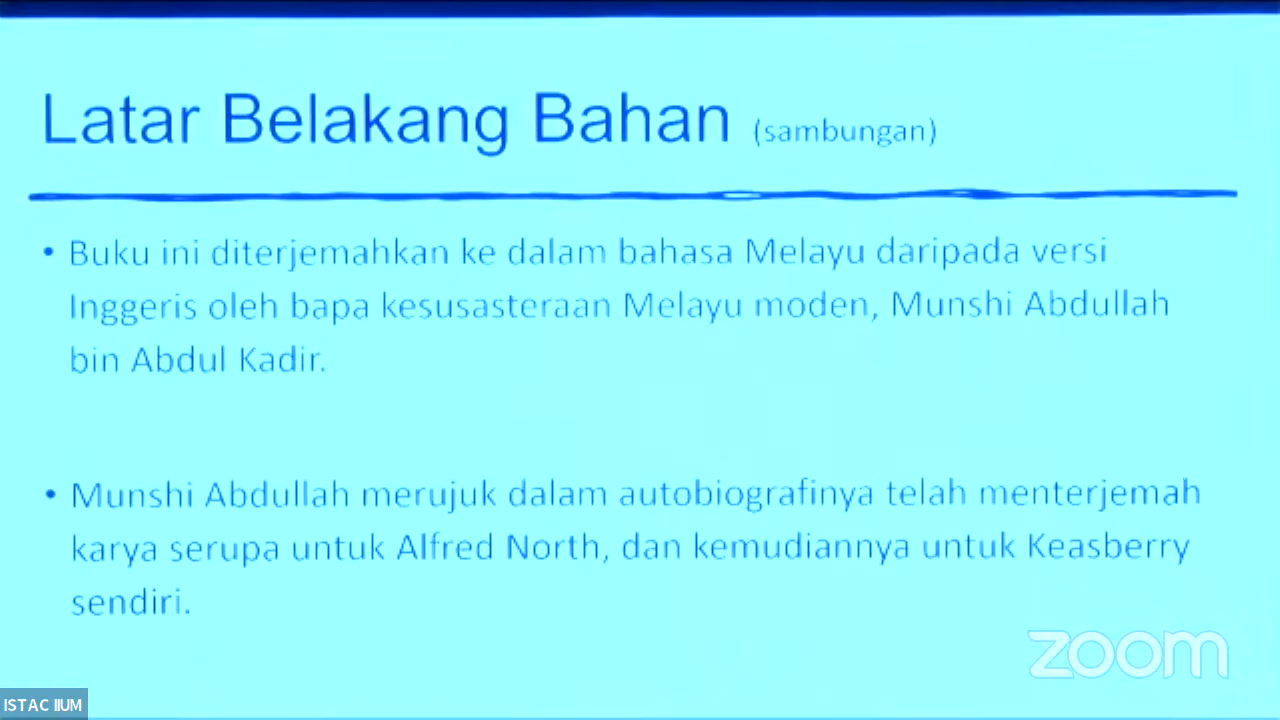 Latar Belakang Bahan (sambungan)
• Buku ini diterjemahkan ke dalam bahasa Melayu daripada versi
Inggeris oleh bapa kesusasteraan Melayu moden, Munshi Abdullah
bin Abdul Kadir.
• Munshi Abdullah merujuk dalam autobiografinya telah menterjemah
karya serupa untuk Alfred North, dan kemudiannya untuk Keasberry
sendiri.
zoom
ISTAC IIUM